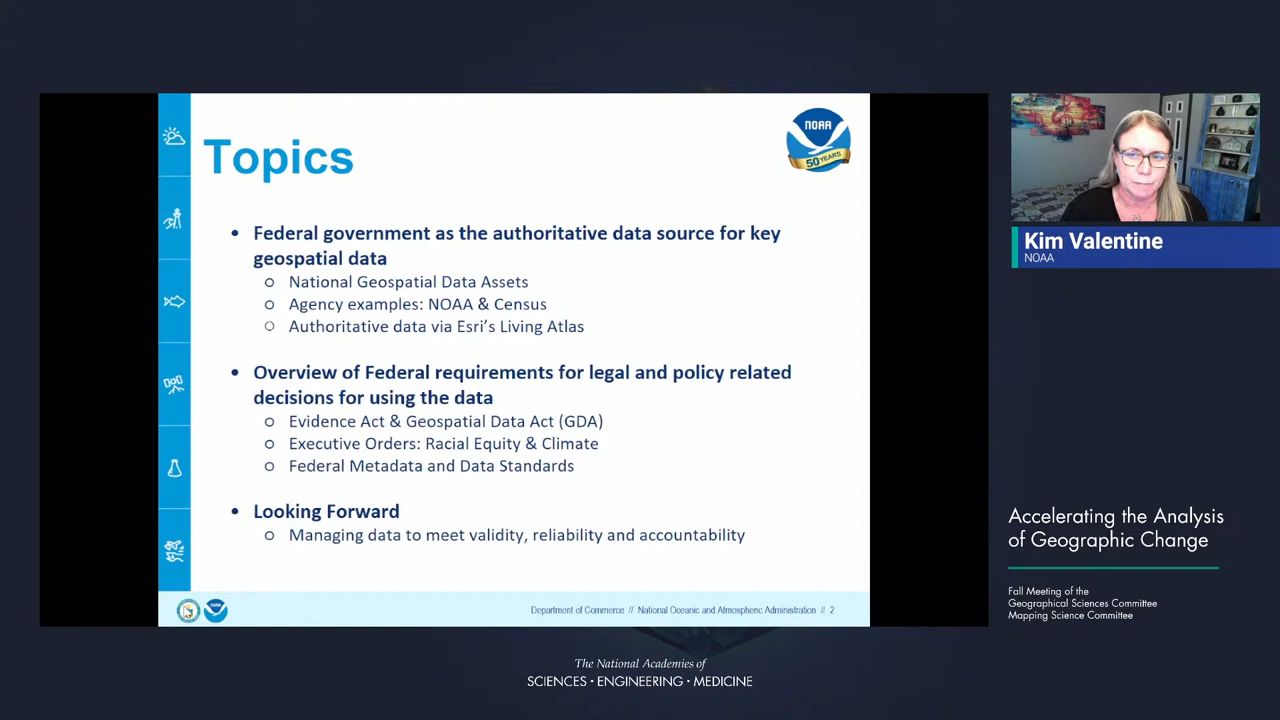 Topics
NOAA
50 YEARS
• Federal government as the authoritative data source for key
geospatial data
○ National Geospatial Data Assets
○ Agency examples: NOAA & Census
○ Authoritative data via Esri's Living Atlas
• Overview of Federal requirements for legal and policy related
decisions for using the data
○ Evidence Act & Geospatial Data Act (GDA)
○ Executive Orders: Racial Equity & Climate
○ Federal Metadata and Data Standards
• Looking Forward
○ Managing data to meet validity, reliability and accountability
Department of Commerce // National Oceanic and Atmospheric Administration // 2
Kim Valentine
NOAA
Accelerating the Analysis
of Geographic Change
Fall Meeting of the
Geographical Sciences Committee
Mapping Science Committee
The National Academies of
SCIENCES • ENGINEERING • MEDICINE